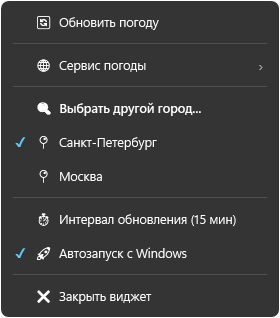 Обновить погоду
Сервис погоды
Выбрать другой город...
Санкт-Петербург
Москва
Интервал обновления (15 мин)
Автозапуск с Windows
Закрыть виджет